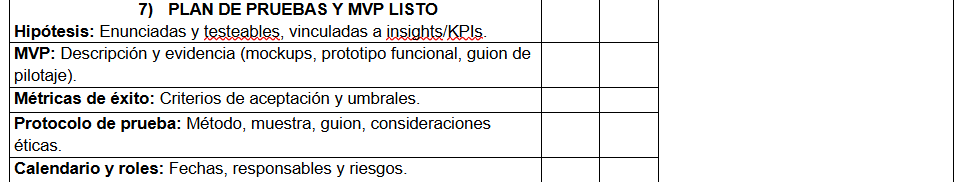 7) PLAN DE PRUEBAS Y MVP LISTO
Hipótesis: Enunciadas y testeables, vinculadas a insights/KPIs.
MVP: Descripción y evidencia (mockups, prototipo funcional, guion de
pilotaje).
Métricas de éxito: Criterios de aceptación y umbrales.
Protocolo de prueba: Método, muestra, guion, consideraciones
éticas.
Calendario y roles: Fechas, responsables y riesgos.